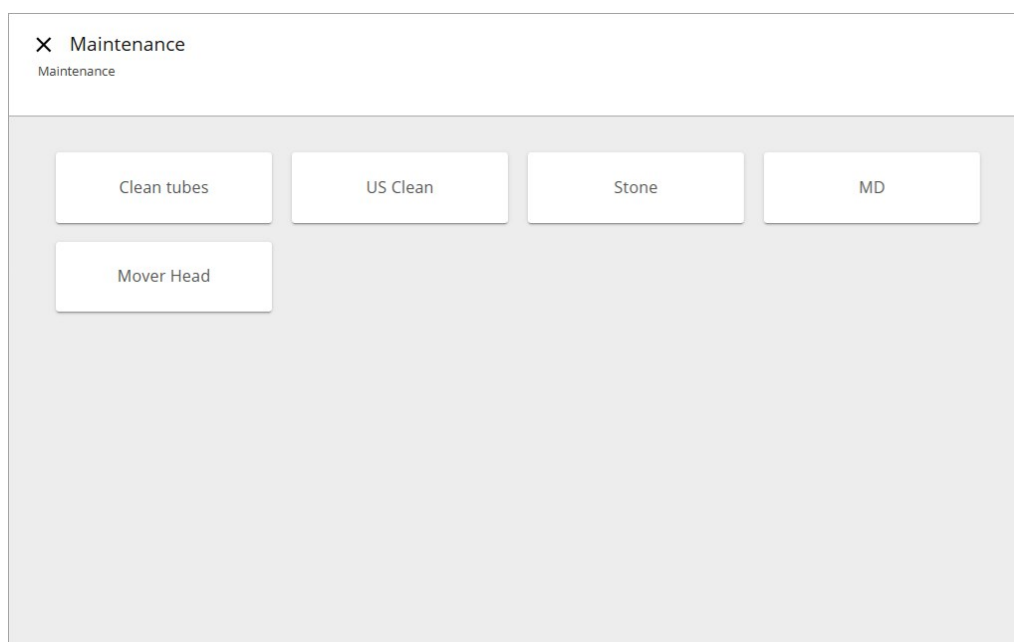 Maintenance
Maintenance
Clean tubes
US Clean
Stone
MD
Mover Head